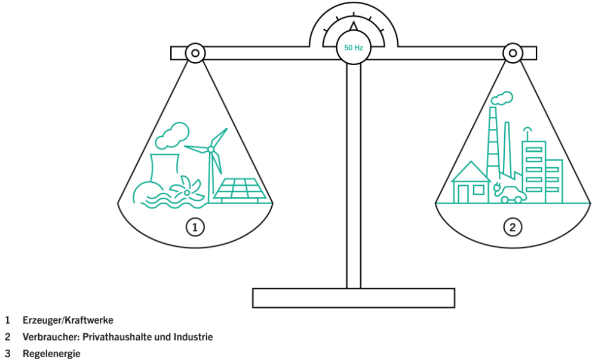 50 Hz
1
2
1 Erzeuger/Kraftwerke
2 Verbraucher: Privathaushalte und Industrie
3 Regelenergie